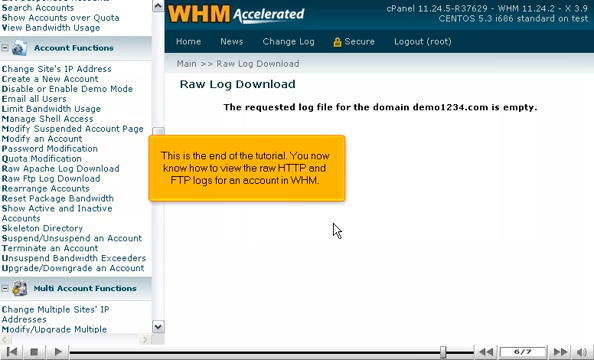 Search Accounts
Show Accounts over Quota
View Bandwidth Usage
Account Functions
Change Site's IP Address
Create a New Account
Disable or Enable Demo Mode
Email all Users
Limit Bandwidth Usage
Manage Shell Access
Modify Suspended Account Page
Modify an Account
Password Modification
Quota Modification
Raw Apache Log Download
Raw Ftp Log Download
Rearrange Accounts
Reset Package Bandwidth
Show Active and Inactive
Accounts
Skeleton Directory
Suspend/Unsuspend an Account
Terminate an Account
Unsuspend Bandwidth Exceeders
Upgrade/Downgrade an Account
Multi Account Functions
Change Multiple Sites' IP
Addresses
Modify/Upgrade Multiple
WHM Accelerated
cPanel 11.24.5-R37629 - WHM 11.24.2 - X 3.9
CENTOS 5.3 i686 standard on test
Home News Change Log Secure Logout (root)
Main >> Raw Log Download
Raw Log Download
The requested log file for the domain demo1234.com is empty.
This is the end of the tutorial. You now
know how to view the raw HTTP and
FTP logs for an account in WHM.
6/7